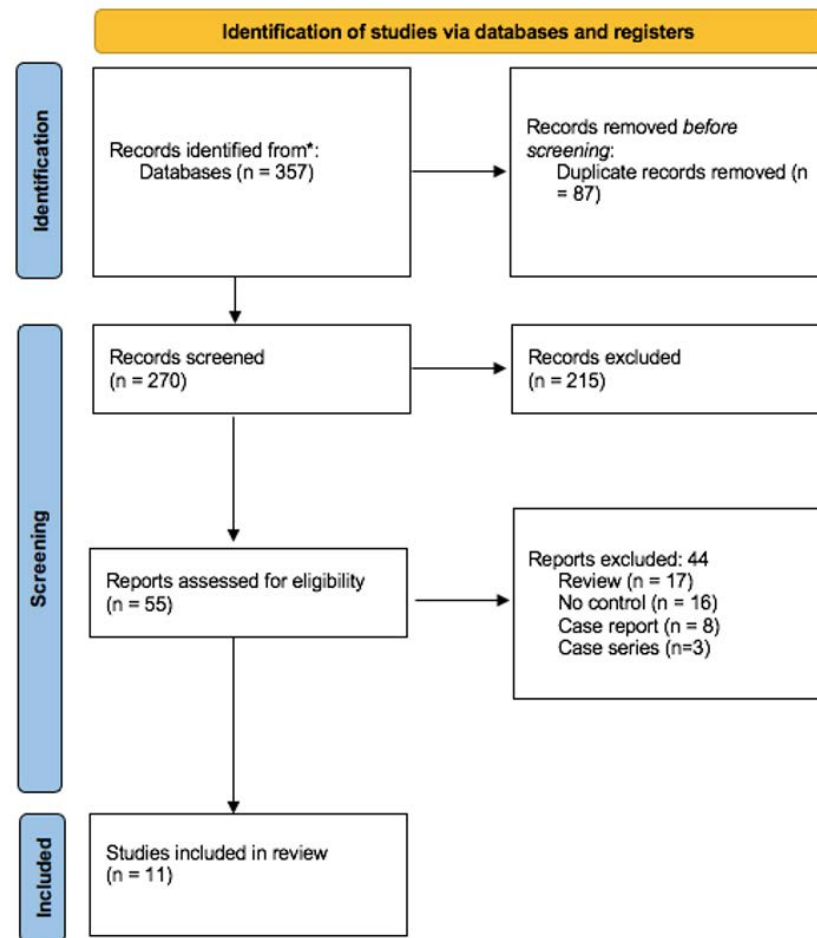 Identification of studies via databases and registers
Identification
Records identified from*:
Databases (n = 357)
Records removed before
screening:
Duplicate records removed (n
= 87)
Screening
Records screened
(n = 270)
Records excluded
(n = 215)
Reports assessed for eligibility
(n = 55)
Reports excluded: 44
Review (n = 17)
No control (n = 16)
Case report (n = 8)
Case series (n=3)
Included
Studies included in review
(n = 11)